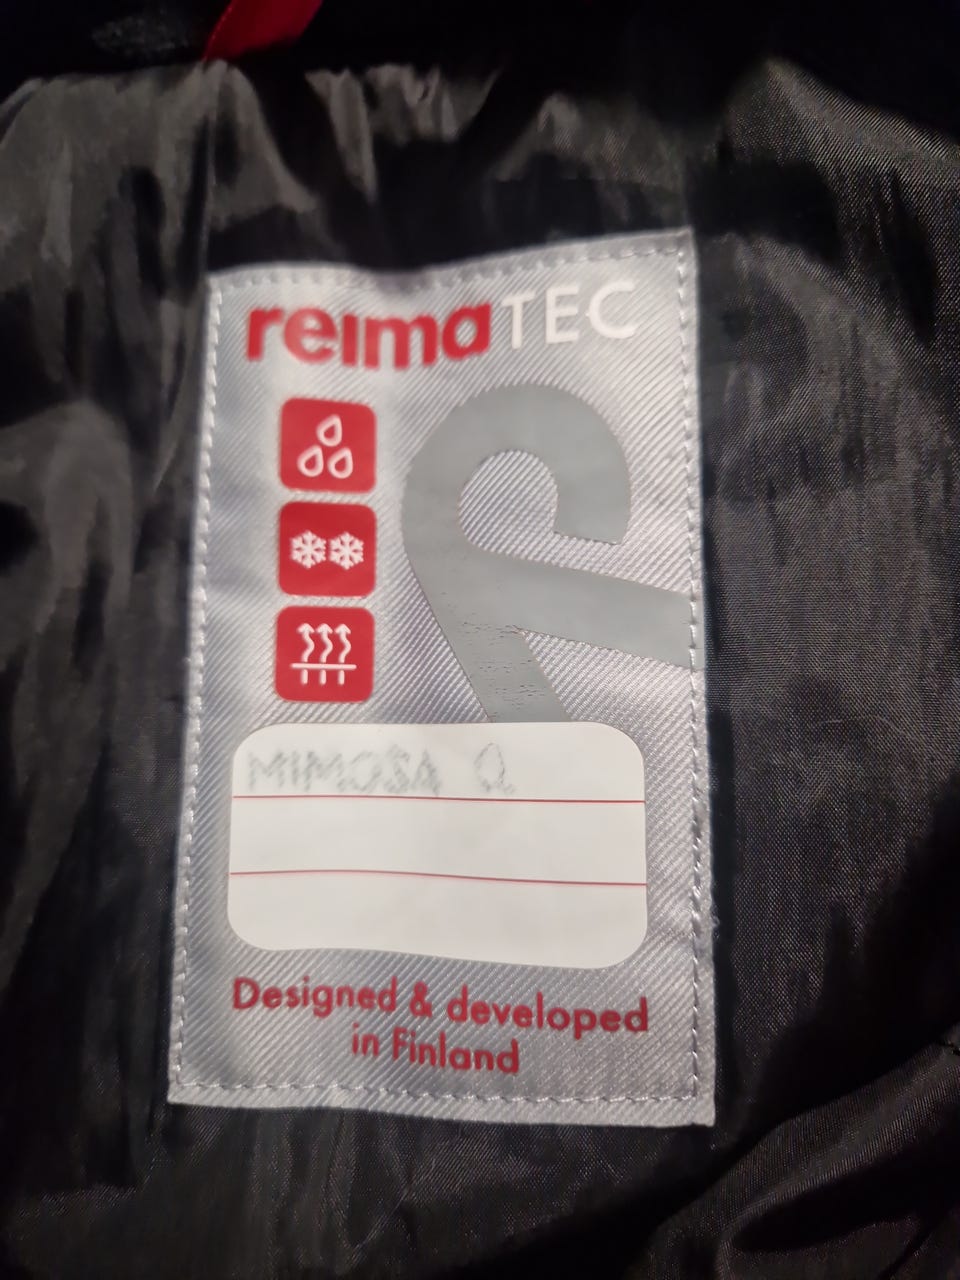 reimaTEC
MIMOSA
Designed & developed
in Finland